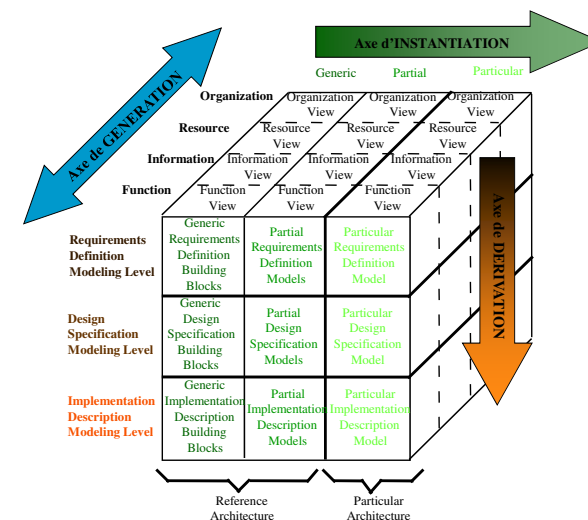 Axe d'INSTANTIATION
Generic Partial Particular
Axe de GENERATION
Organization
Organization
View
Organization
View
Organization
View
Resource
Resource
View
Resource
View
Resource
View
Information
Information
View
Information
View
Information
View
Function
Function
View
Function
View
Function
View
Axe de DERIVATION
Requirements
Definition
Modeling Level
Generic
Requirements
Definition
Building
Blocks
Partial
Requirements
Definition
Models
Particular
Requirements
Definition
Model
Design
Specification
Modeling Level
Generic
Design
Specification
Building
Blocks
Partial
Design
Specification
Models
Particular
Design
Specification
Model
Implementation
Description
Modeling Level
Generic
Implementation
Description
Building
Blocks
Partial
Implementation
Description
Models
Particular
Implementation
Description
Model
Reference
Architecture
Particular
Architecture